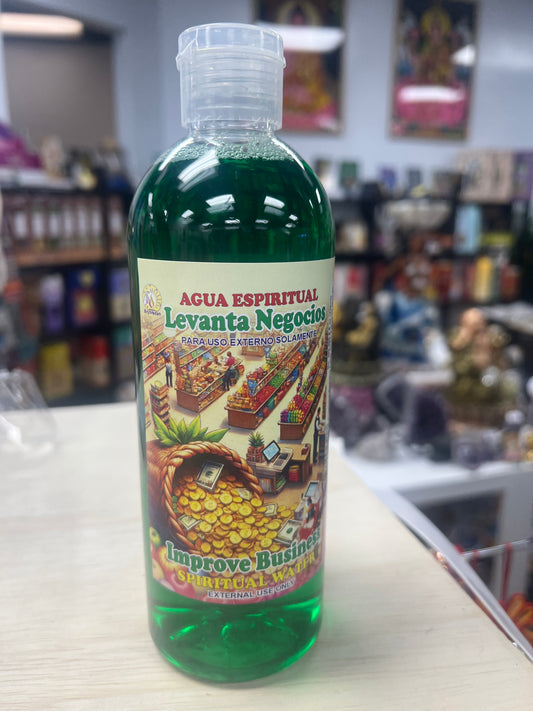 AGUA ESPIRITUAL
Levanta Negocios
PARA USO EXTERNO SOLAMENTE
Improve Business
SPIRITUAL WATER
EXTERNAL USE ONLY